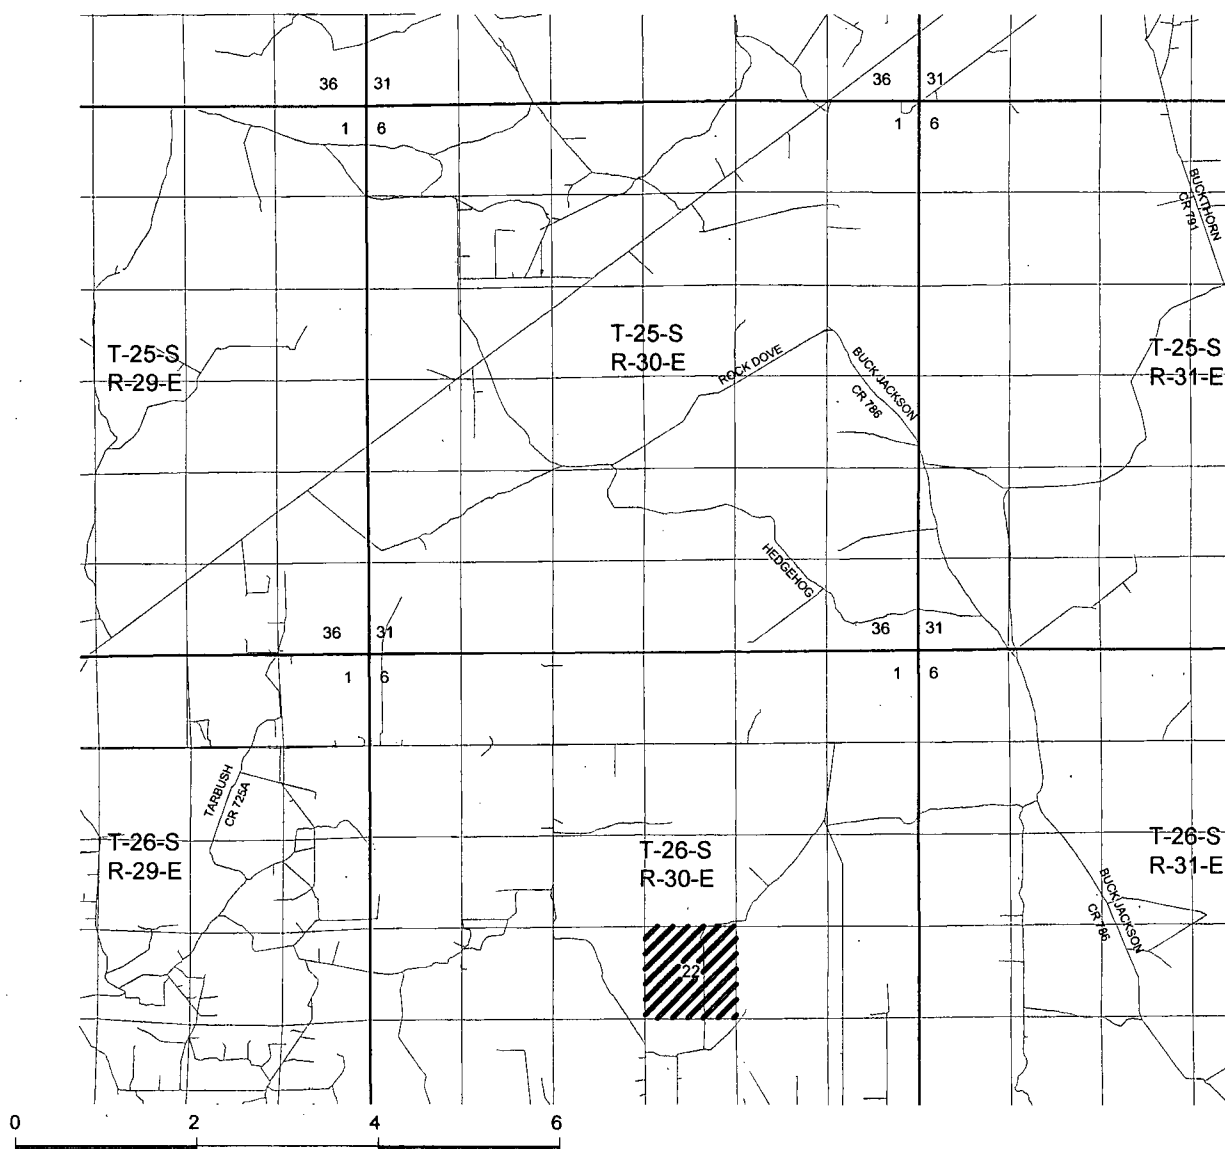 36 31
36 31
1 6
1 6
BUCKTHORN
CR 791
T-25-S
R-29-E
T-25-S
R-30-E
T-25-S
R-31-E
ROCK DOVE
BUCK JACKSON
CR 786
HEDGEHOG
36 31
36 31
1 6
1 6
TARBUSH
CR 725A
T-26-S
R-29-E
T-26-S
R-30-E
T-26-S
R-31-E
BUCK JACKSON
CR 786
22
0 2 4 6